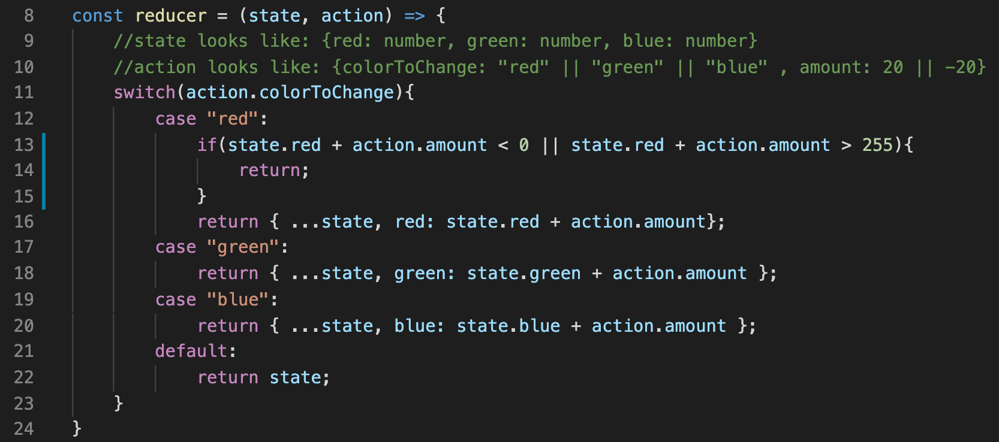 8 const reducer = (state, action) => {
9 //state looks like: {red: number, green: number, blue: number}
10 //action looks like: {colorToChange: "red" || "green" || "blue" , amount: 20 || -20}
11 switch(action.colorToChange){
12 case "red":
13 if(state.red + action.amount < 0 || state.red + action.amount > 255){
14 return;
15 }
16 return { ...state, red: state.red + action.amount};
17 case "green":
18 return { ...state, green: state.green + action.amount };
19 case "blue":
20 return { ...state, blue: state.blue + action.amount };
21 default:
22 return state;
23 }
24 }